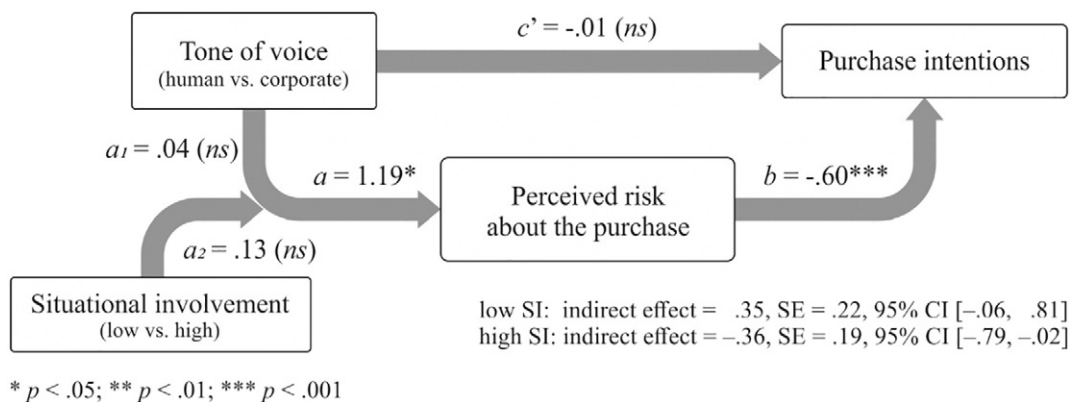 c’ = -.01 (ns)
Tone of voice
(human vs. corporate)
Purchase intentions
a1 = .04 (ns)
a = 1.19*
b = -.60***
Perceived risk
about the purchase
a2 = .13 (ns)
Situational involvement
(low vs. high)
low SI: indirect effect = .35, SE = .22, 95% CI [–.06, .81]
high SI: indirect effect = –.36, SE = .19, 95% CI [–.79, –.02]
* p < .05; ** p < .01; *** p < .001